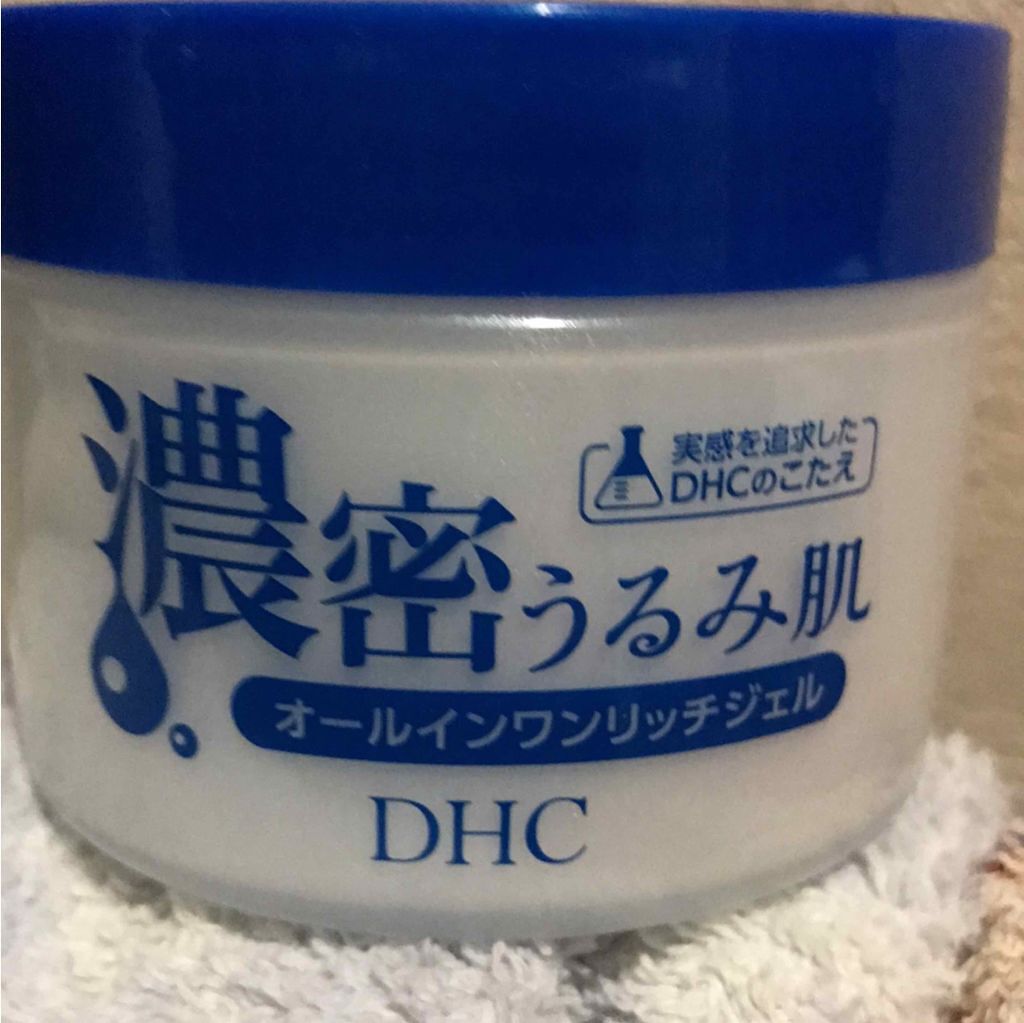 実感を追求した
DHCのこたえ
濃密うるみ肌
オールインワンリッチジェル
DHC